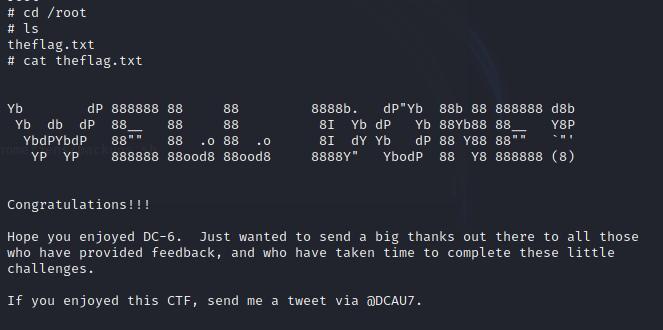 # cd /root
# ls
theflag.txt
# cat theflag.txt
Yb        dP 888888 88     88         8888b.   dP"Yb  88b 88 888888 d8b
 Yb  db  dP  88__   88     88          8I  Yb dP   Yb 88Yb88 88__   Y8P
  YbdPYbdP   88""   88  .o 88  .o      8I  dY Yb   dP 88 Y88 88""   `"'
   YP  YP    888888 88ood8 88ood8     8888Y"   YbodP  88  Y8 888888 (8)
Congratulations!!!
Hope you enjoyed DC-6.  Just wanted to send a big thanks out there to all those
who have provided feedback, and who have taken time to complete these little
challenges.
If you enjoyed this CTF, send me a tweet via @DCAU7.